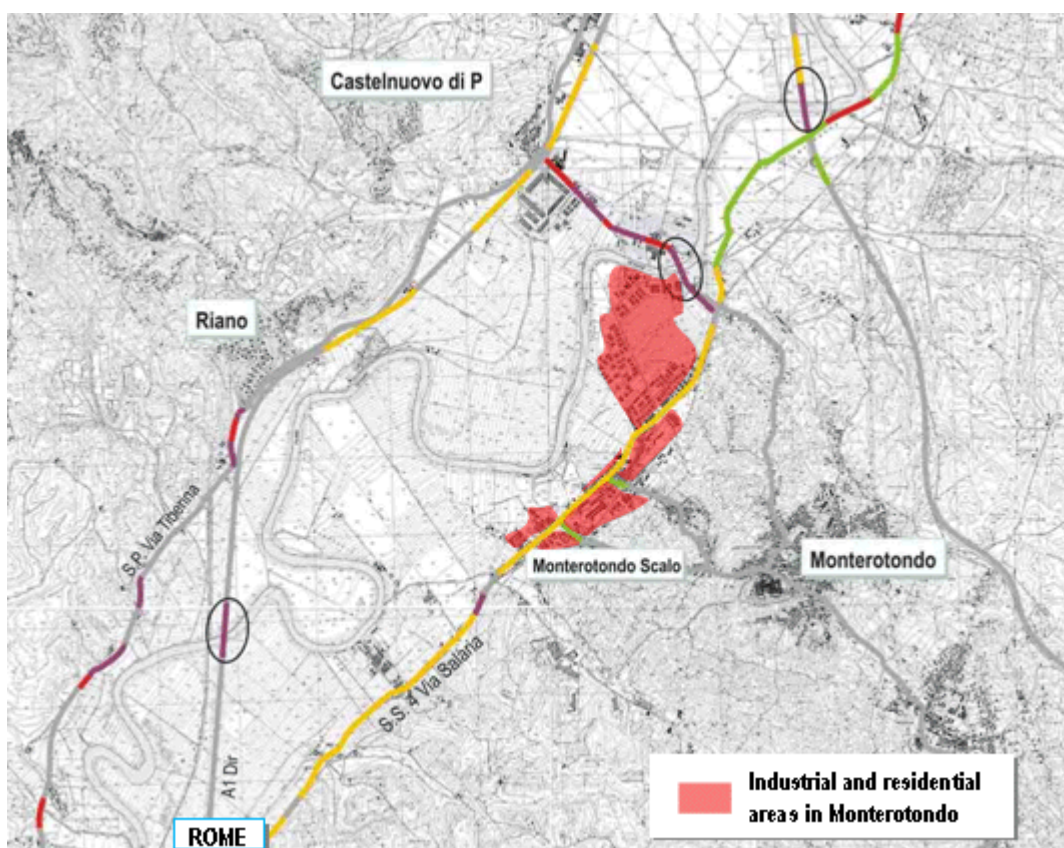 Castelnuovo di P
Riano
S.P. Via Tiberina
Monterotondo Scalo
Monterotondo
S.S. 4 Via Salaria
A1 Dir
ROME
Industrial and residential
areas in Monterotondo